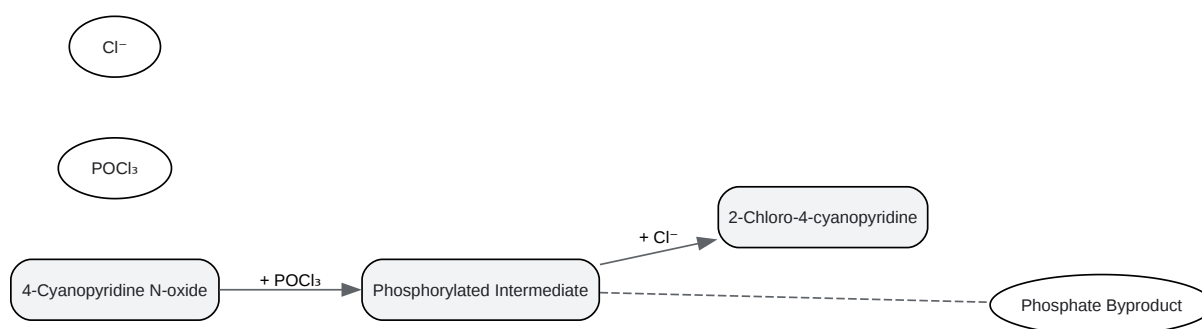 Cl⁻
POCl₃
2-Chloro-4-cyanopyridine
+ Cl⁻
4-Cyanopyridine N-oxide
+ POCl₃
Phosphorylated Intermediate
Phosphate Byproduct